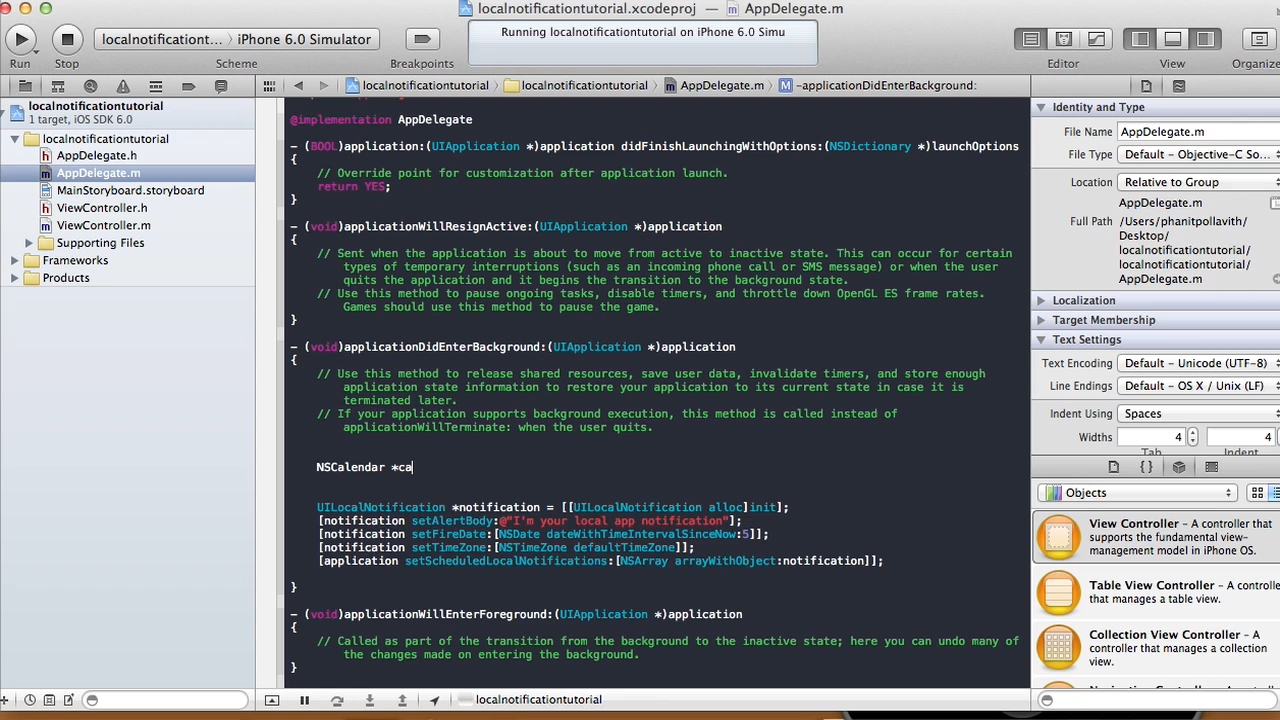 localnotificationtutorial.xcodeproj — AppDelegate.m
localnotificationt... > iPhone 6.0 Simulator
Running localnotificationtutorial on iPhone 6.0 Simu
Run Stop Scheme Breakpoints Editor View Organize
localnotificationtutorial localnotificationtutorial AppDelegate.m M -applicationDidEnterBackground:
localnotificationtutorial
1 target, iOS SDK 6.0
localnotificationtutorial
h AppDelegate.h
m AppDelegate.m
MainStoryboard.storyboard
h ViewController.h
m ViewController.m
Supporting Files
Frameworks
Products
@implementation AppDelegate
- (BOOL)application:(UIApplication *)application didFinishLaunchingWithOptions:(NSDictionary *)launchOptions
{
// Override point for customization after application launch.
return YES;
}
- (void)applicationWillResignActive:(UIApplication *)application
{
// Sent when the application is about to move from active to inactive state. This can occur for certain
types of temporary interruptions (such as an incoming phone call or SMS message) or when the user
quits the application and it begins the transition to the background state.
// Use this method to pause ongoing tasks, disable timers, and throttle down OpenGL ES frame rates.
Games should use this method to pause the game.
}
- (void)applicationDidEnterBackground:(UIApplication *)application
{
// Use this method to release shared resources, save user data, invalidate timers, and store enough
application state information to restore your application to its current state in case it is
terminated later.
// If your application supports background execution, this method is called instead of
applicationWillTerminate: when the user quits.
NSCalendar *ca
UILocalNotification *notification = [[UILocalNotification alloc]init];
[notification setAlertBody:@"I'm your local app notification"];
[notification setFireDate:[NSDate dateWithTimeIntervalSinceNow:5]];
[notification setTimeZone:[NSTimeZone defaultTimeZone]];
[application setScheduledLocalNotifications:[NSArray arrayWithObject:notification]];
}
- (void)applicationWillEnterForeground:(UIApplication *)application
{
// Called as part of the transition from the background to the inactive state; here you can undo many of
the changes made on entering the background.
}
localnotificationtutorial
Identity and Type
File Name AppDelegate.m
File Type Default - Objective-C So...
Location Relative to Group
AppDelegate.m
Full Path /Users/phanitpollavith/
Desktop/
localnotificationtutorial/
localnotificationtutorial/
AppDelegate.m
Localization
Target Membership
Text Settings
Text Encoding Default - Unicode (UTF-8)
Line Endings Default - OS X / Unix (LF)
Indent Using Spaces
Widths 4 4
Tab Indent
{ }
Objects
View Controller - A controller that
supports the fundamental view-
management model in iPhone OS.
Table View Controller - A controller
that manages a table view.
Collection View Controller - A
controller that manages a collection
view.